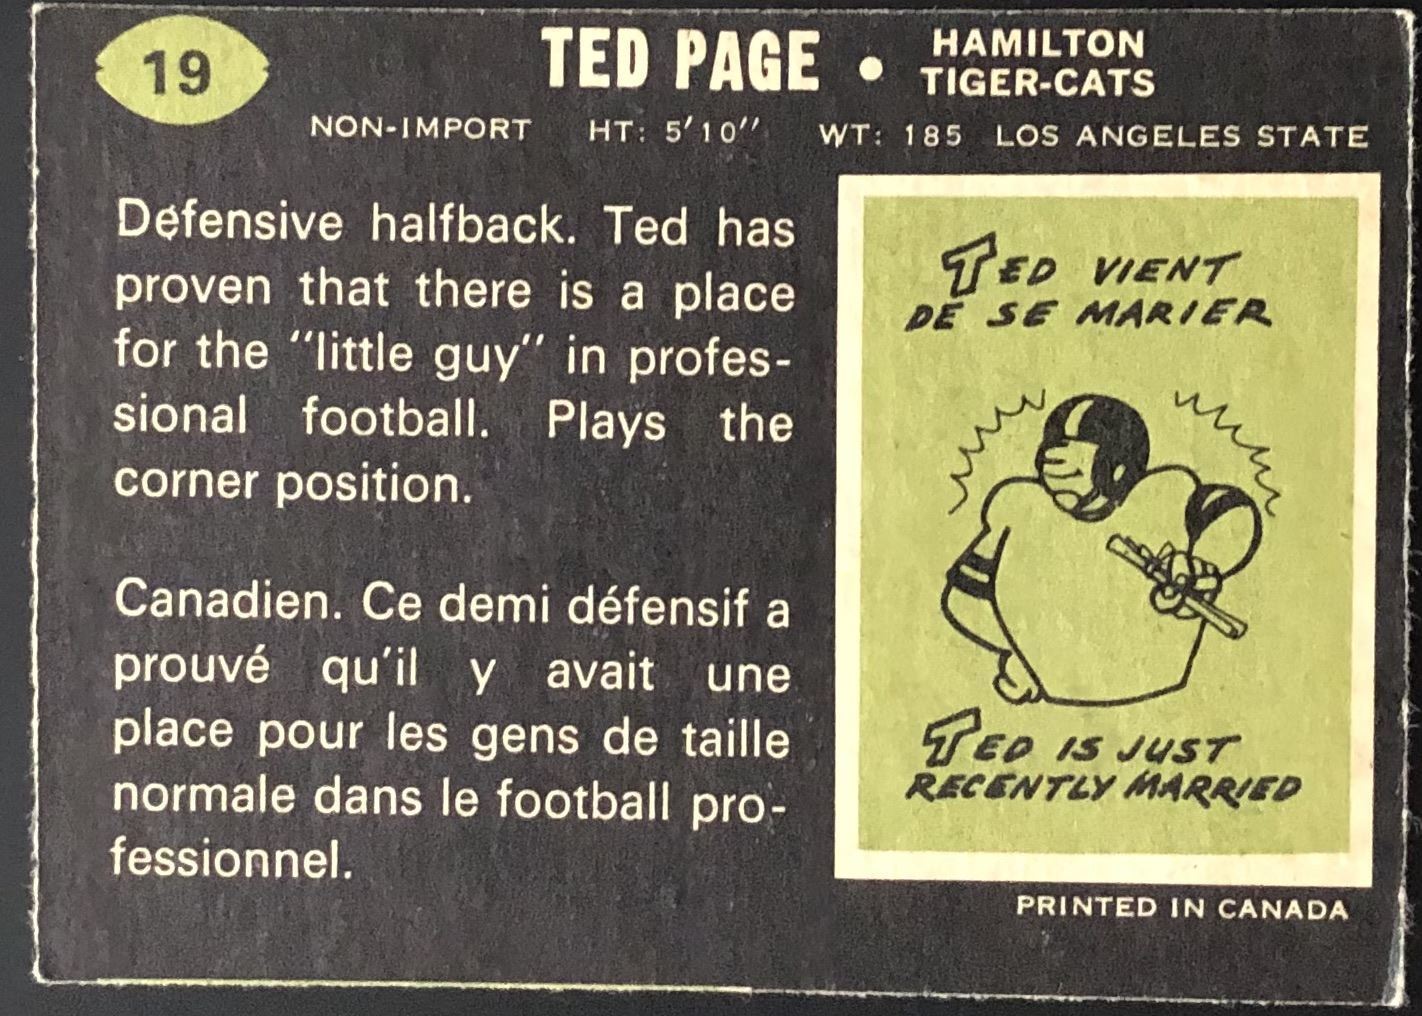 19
TED PAGE • HAMILTON
TIGER-CATS
NON-IMPORT HT: 5'10" WT: 185 LOS ANGELES STATE
Défensive halfback. Ted has
proven that there is a place
for the "little guy" in profes-
sional football. Plays the
corner position.
Canadien. Ce demi défensif a
prouvé qu'il y avait une
place pour les gens de taille
normale dans le football pro-
fessionnel.
TED VIENT
DE SE MARIER
TED IS JUST
RECENTLY MARRIED
PRINTED IN CANADA